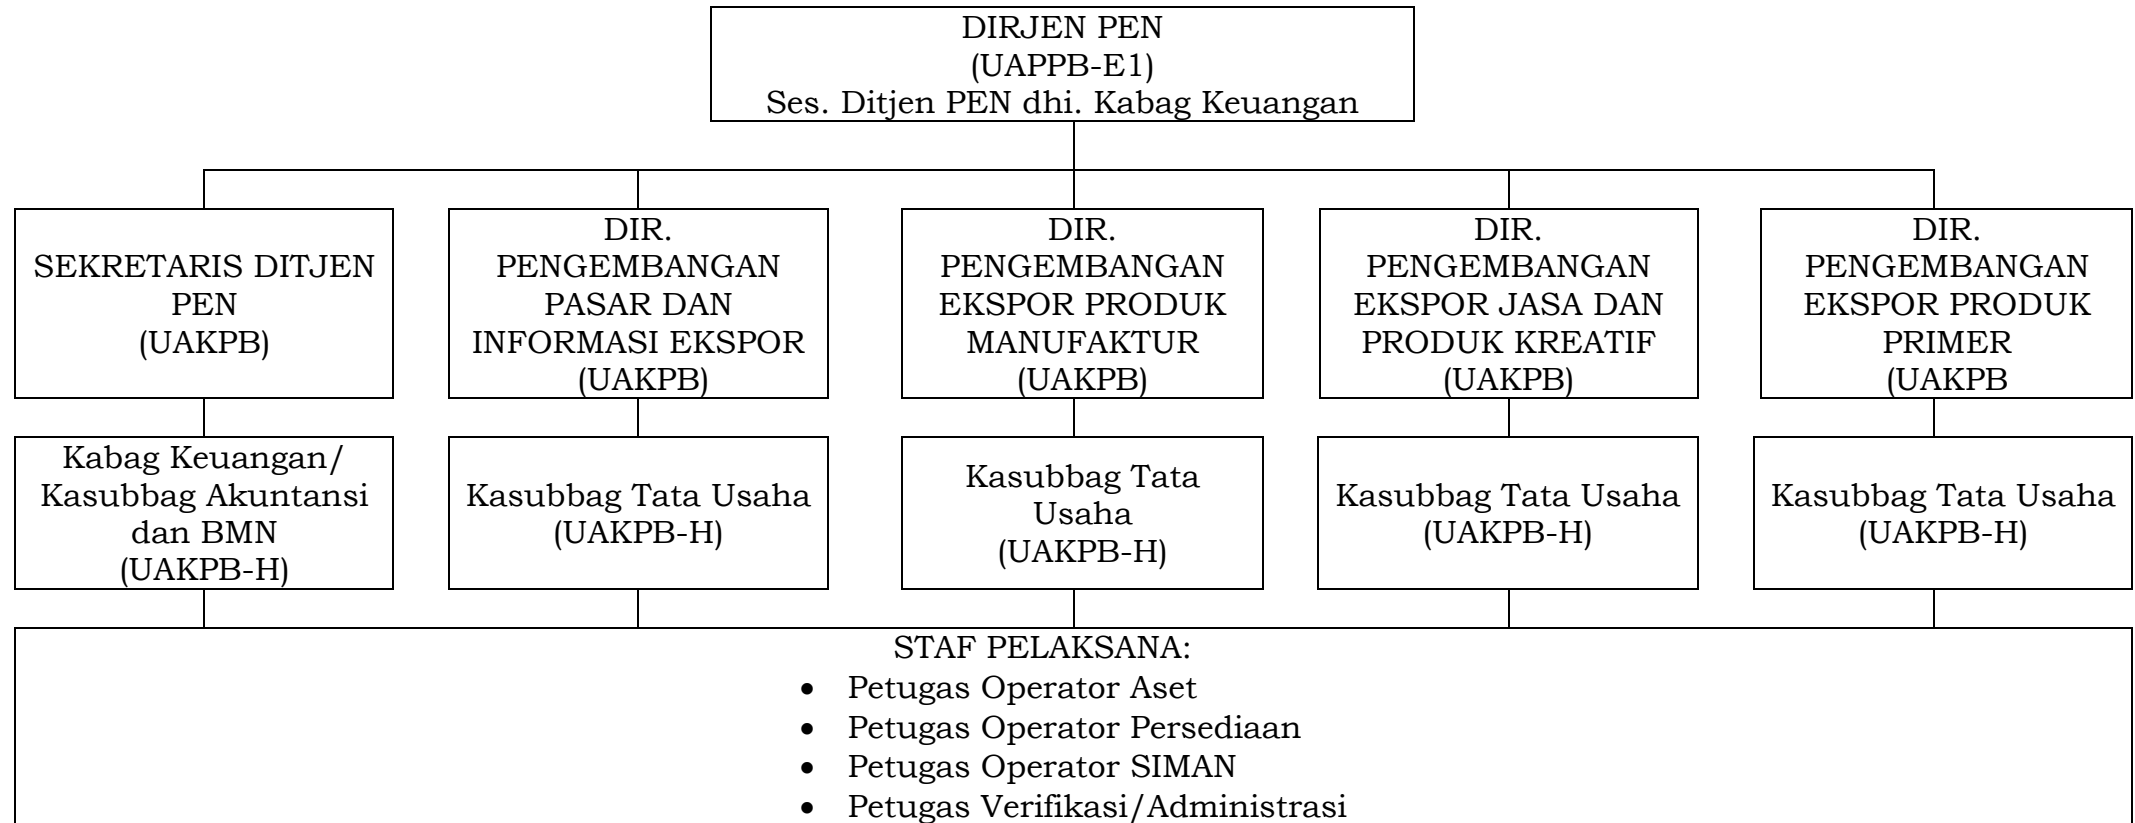 DIRJEN PEN
(UAPPB-E1)
Ses. Ditjen PEN dhi. Kabag Keuangan
SEKRETARIS DITJEN
PEN
(UAKPB)
DIR.
PENGEMBANGAN
PASAR DAN
INFORMASI EKSPOR
(UAKPB)
DIR.
PENGEMBANGAN
EKSPOR PRODUK
MANUFAKTUR
(UAKPB)
DIR.
PENGEMBANGAN
EKSPOR JASA DAN
PRODUK KREATIF
(UAKPB)
DIR.
PENGEMBANGAN
EKSPOR PRODUK
PRIMER
(UAKPB
Kabag Keuangan/
Kasubbag Akuntansi
dan BMN
(UAKPB-H)
Kasubbag Tata Usaha
(UAKPB-H)
Kasubbag Tata
Usaha
(UAKPB-H)
Kasubbag Tata Usaha
(UAKPB-H)
Kasubbag Tata Usaha
(UAKPB-H)
STAF PELAKSANA:
• Petugas Operator Aset
• Petugas Operator Persediaan
• Petugas Operator SIMAN
• Petugas Verifikasi/Administrasi